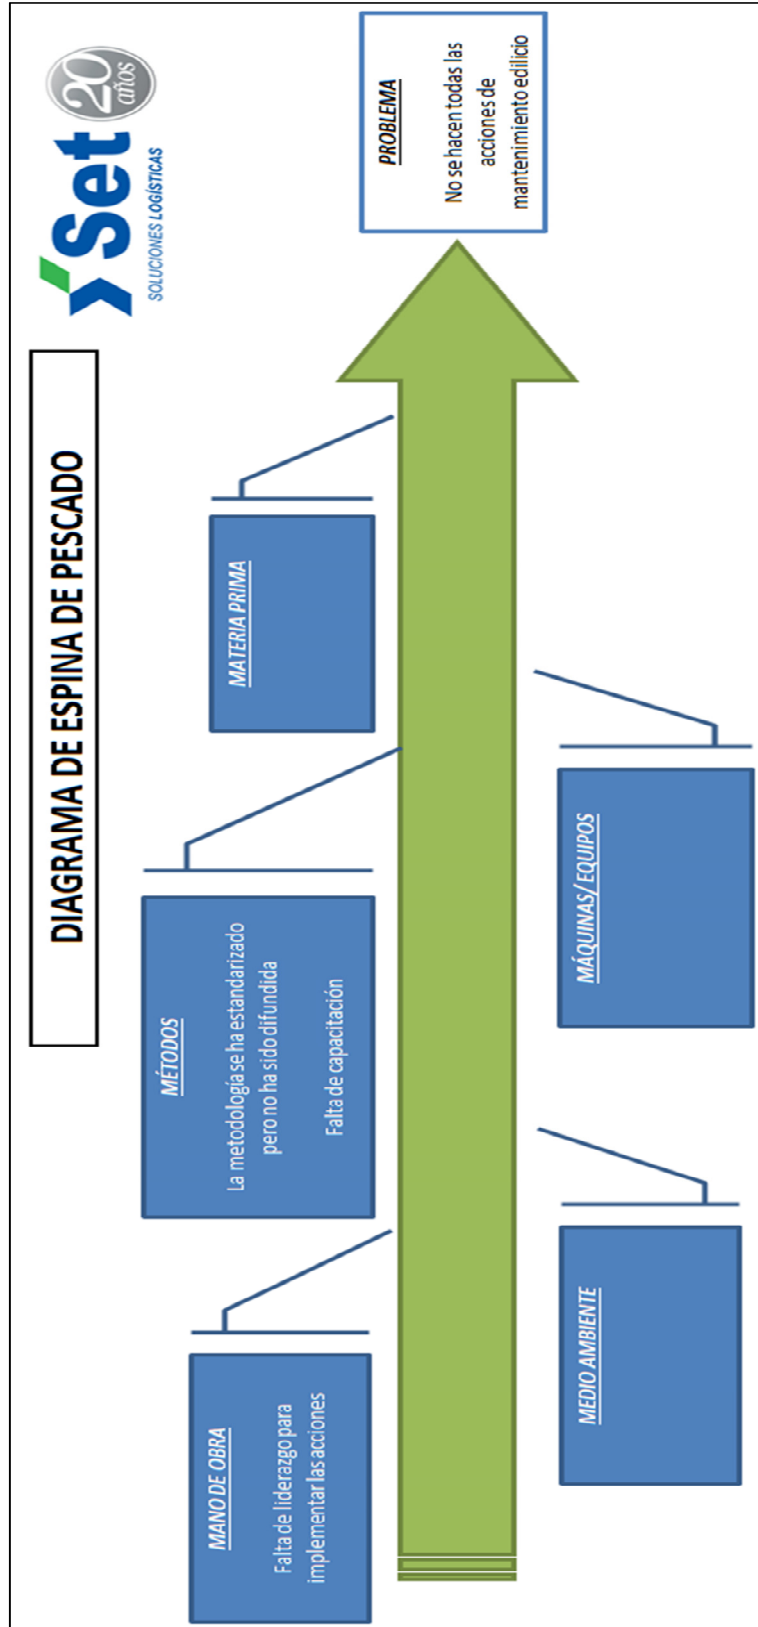 DIAGRAMA DE ESPINA DE PESCADO
Set
20
años
SOLUCIONES LOGÍSTICAS
MANO DE OBRA
Falta de liderazgo para
implementar las acciones
MÉTODOS
La metodología se ha estandarizado
pero no ha sido difundida
Falta de capacitación
MATERIA PRIMA
PROBLEMA
No se hacen todas las
acciones de
mantenimiento edilicio
MEDIO AMBIENTE
MÁQUINAS/ EQUIPOS